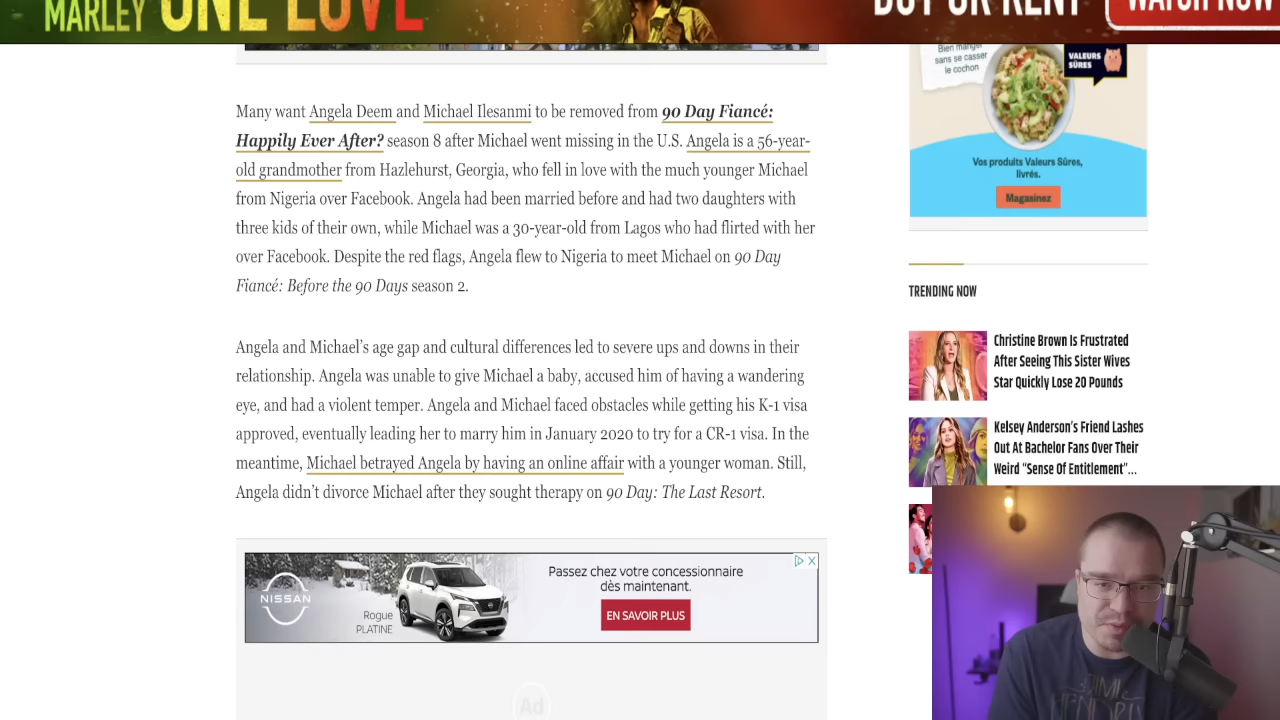 MARLEY ONE LOVE
BUY OR RENT
WATCH NOW
Many want Angela Deem and Michael Ilesanmi to be removed from 90 Day Fiancé:
Happily Ever After? season 8 after Michael went missing in the U.S. Angela is a 56-year-
old grandmother from Hazlehurst, Georgia, who fell in love with the much younger Michael
from Nigeria over Facebook. Angela had been married before and had two daughters with
three kids of their own, while Michael was a 30-year-old from Lagos who had flirted with her
over Facebook. Despite the red flags, Angela flew to Nigeria to meet Michael on 90 Day
Fiancé: Before the 90 Days season 2.
Angela and Michael’s age gap and cultural differences led to severe ups and downs in their
relationship. Angela was unable to give Michael a baby, accused him of having a wandering
eye, and had a violent temper. Angela and Michael faced obstacles while getting his K-1 visa
approved, eventually leading her to marry him in January 2020 to try for a CR-1 visa. In the
meantime, Michael betrayed Angela by having an online affair with a younger woman. Still,
Angela didn’t divorce Michael after they sought therapy on 90 Day: The Last Resort.
NISSAN
Rogue
PLATINE
Passez chez votre concessionnaire
dès maintenant.
EN SAVOIR PLUS
Ad
Bien manger
sans se casser
le cochon
VALEURS
SÛRES
Vos produits Valeurs Sûres,
livrés.
Magasinez
TRENDING NOW
Christine Brown Is Frustrated
After Seeing This Sister Wives
Star Quickly Lose 20 Pounds
Kelsey Anderson’s Friend Lashes
Out At Bachelor Fans Over Their
Weird “Sense Of Entitlement”...